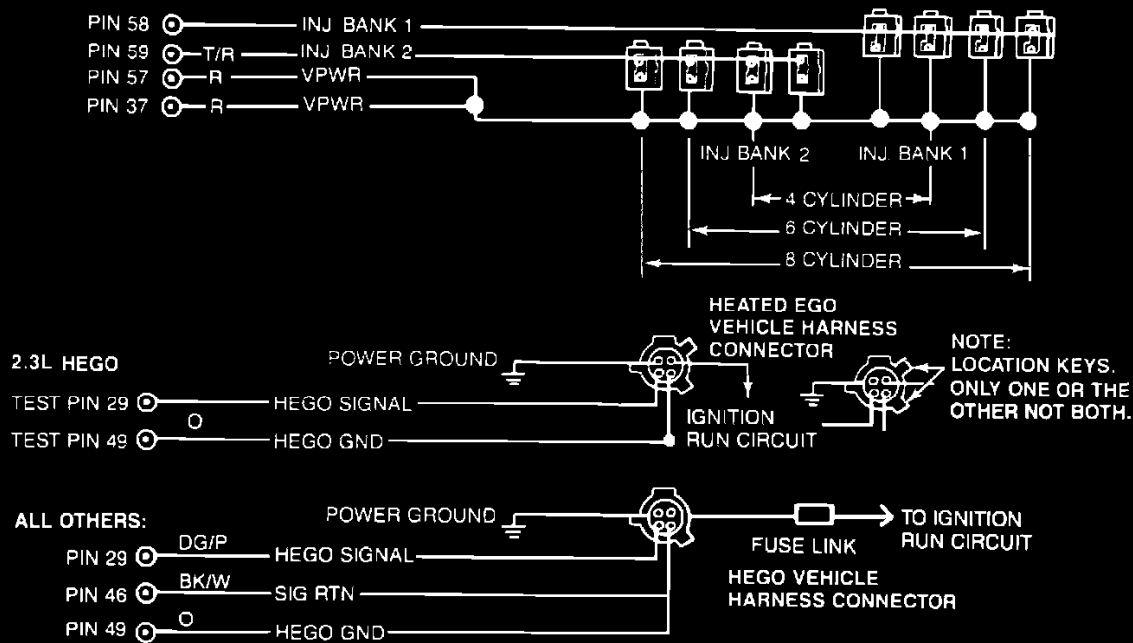 PIN 58 INJ BANK 1
PIN 59 T/R INJ BANK 2
PIN 57 R VPWR
PIN 37 R VPWR
INJ BANK 2 INJ. BANK 1
4 CYLINDER
6 CYLINDER
8 CYLINDER
HEATED EGO
VEHICLE HARNESS
CONNECTOR
NOTE:
LOCATION KEYS.
ONLY ONE OR THE
OTHER NOT BOTH.
2.3L HEGO
POWER GROUND
TEST PIN 29 HEGO SIGNAL
O
TEST PIN 49 HEGO GND
IGNITION
RUN CIRCUIT
ALL OTHERS:
POWER GROUND
TO IGNITION
RUN CIRCUIT
FUSE LINK
PIN 29 DG/P HEGO SIGNAL
PIN 46 BK/W SIG RTN
PIN 49 O HEGO GND
HEGO VEHICLE
HARNESS CONNECTOR